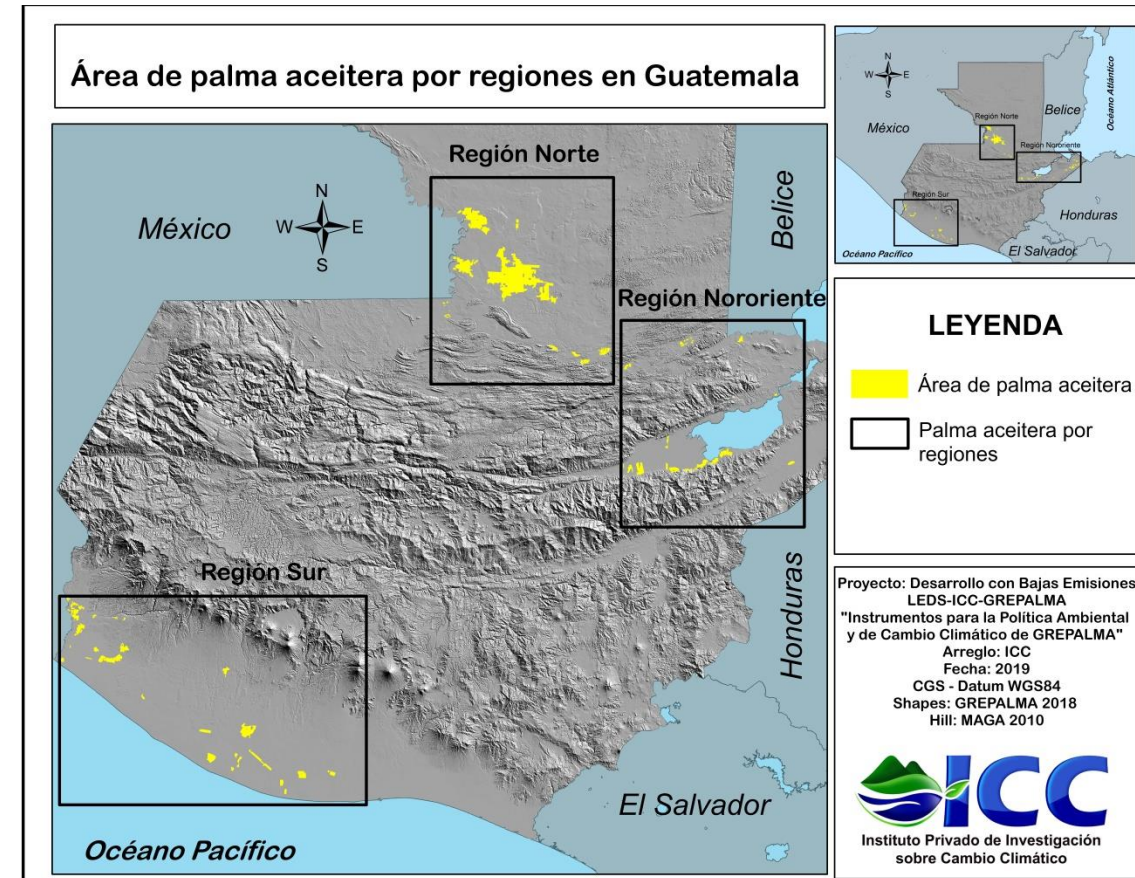 Área de palma aceitera por regiones en Guatemala
Región Norte
México
N
W
E
S
Belice
Región Nororiente
Región Sur
Honduras
El Salvador
Océano Pacífico
N
W
E
S
México
Belice
Océano Atlántico
Región Norte
Región Nororiente
Región Sur
Honduras
El Salvador
Océano Pacífico
LEYENDA
Área de palma aceitera
Palma aceitera por
regiones
Proyecto: Desarrollo con Bajas Emisiones
LEDS-ICC-GREPALMA
"Instrumentos para la Política Ambiental
y de Cambio Climático de GREPALMA"
Arreglo: ICC
Fecha: 2019
CGS - Datum WGS84
Shapes: GREPALMA 2018
Hill: MAGA 2010
ICC
Instituto Privado de Investigación
sobre Cambio Climático